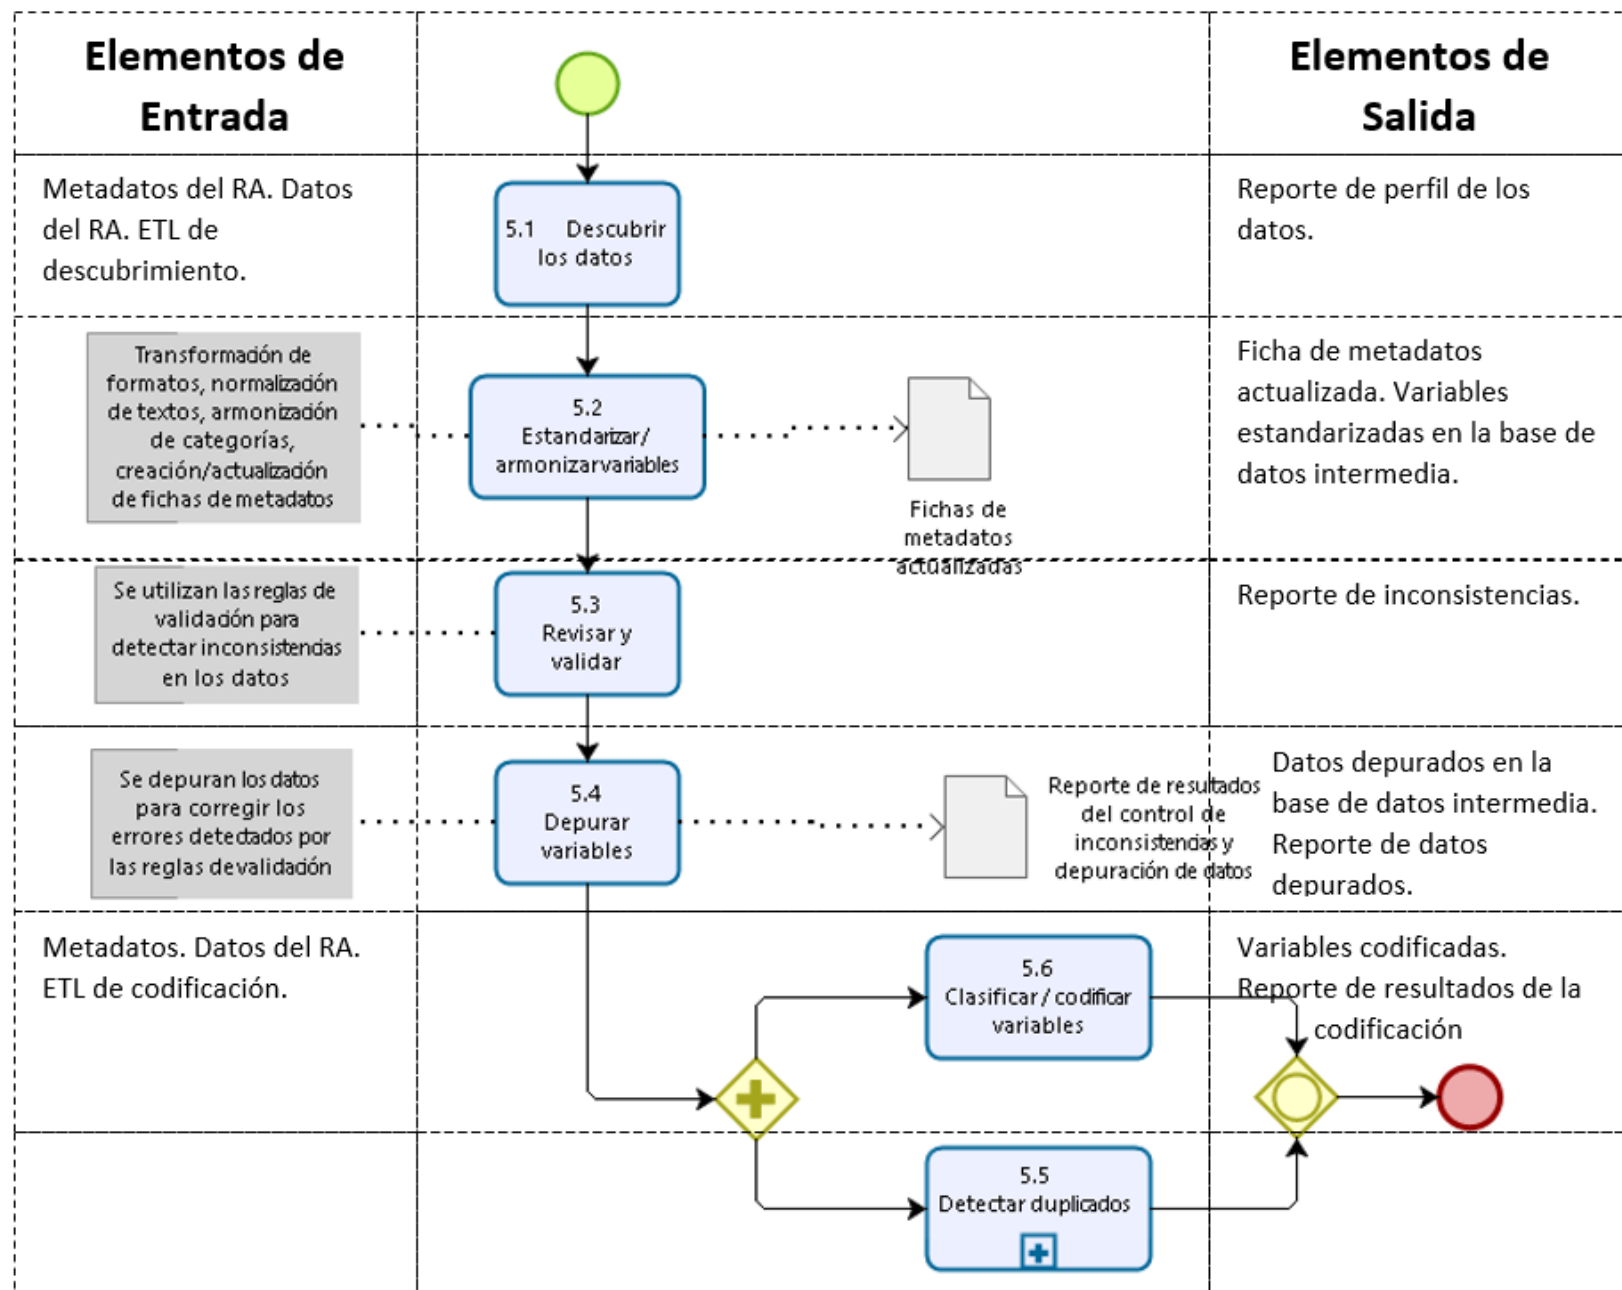 Elementos de
Entrada
Elementos de
Salida
Metadatos del RA. Datos
del RA. ETL de
descubrimiento.
5.1 Descubrir
los datos
Reporte de perfil de los
datos.
Transformación de
formatos, normalización
de textos, armonización
de categorías,
creación/actualización
de fichas de metadatos
5.2
Estandarizar/
armonizar variables
Fichas de
metadatos
actualizadas
Ficha de metadatos
actualizada. Variables
estandarizadas en la base de
datos intermedia.
Se utilizan las reglas de
validación para
detectar inconsistencias
en los datos
5.3
Revisar y
validar
Reporte de inconsistencias.
Se depuran los datos
para corregir los
errores detectados por
las reglas de validación
5.4
Depurar
variables
Reporte de resultados
del control de
inconsistencias y
depuración de datos
Datos depurados en la
base de datos intermedia.
Reporte de datos
depurados.
Metadatos. Datos del RA.
ETL de codificación.
5.6
Clasificar / codificar
variables
Variables codificadas.
Reporte de resultados de la
codificación
5.5
Detectar duplicados